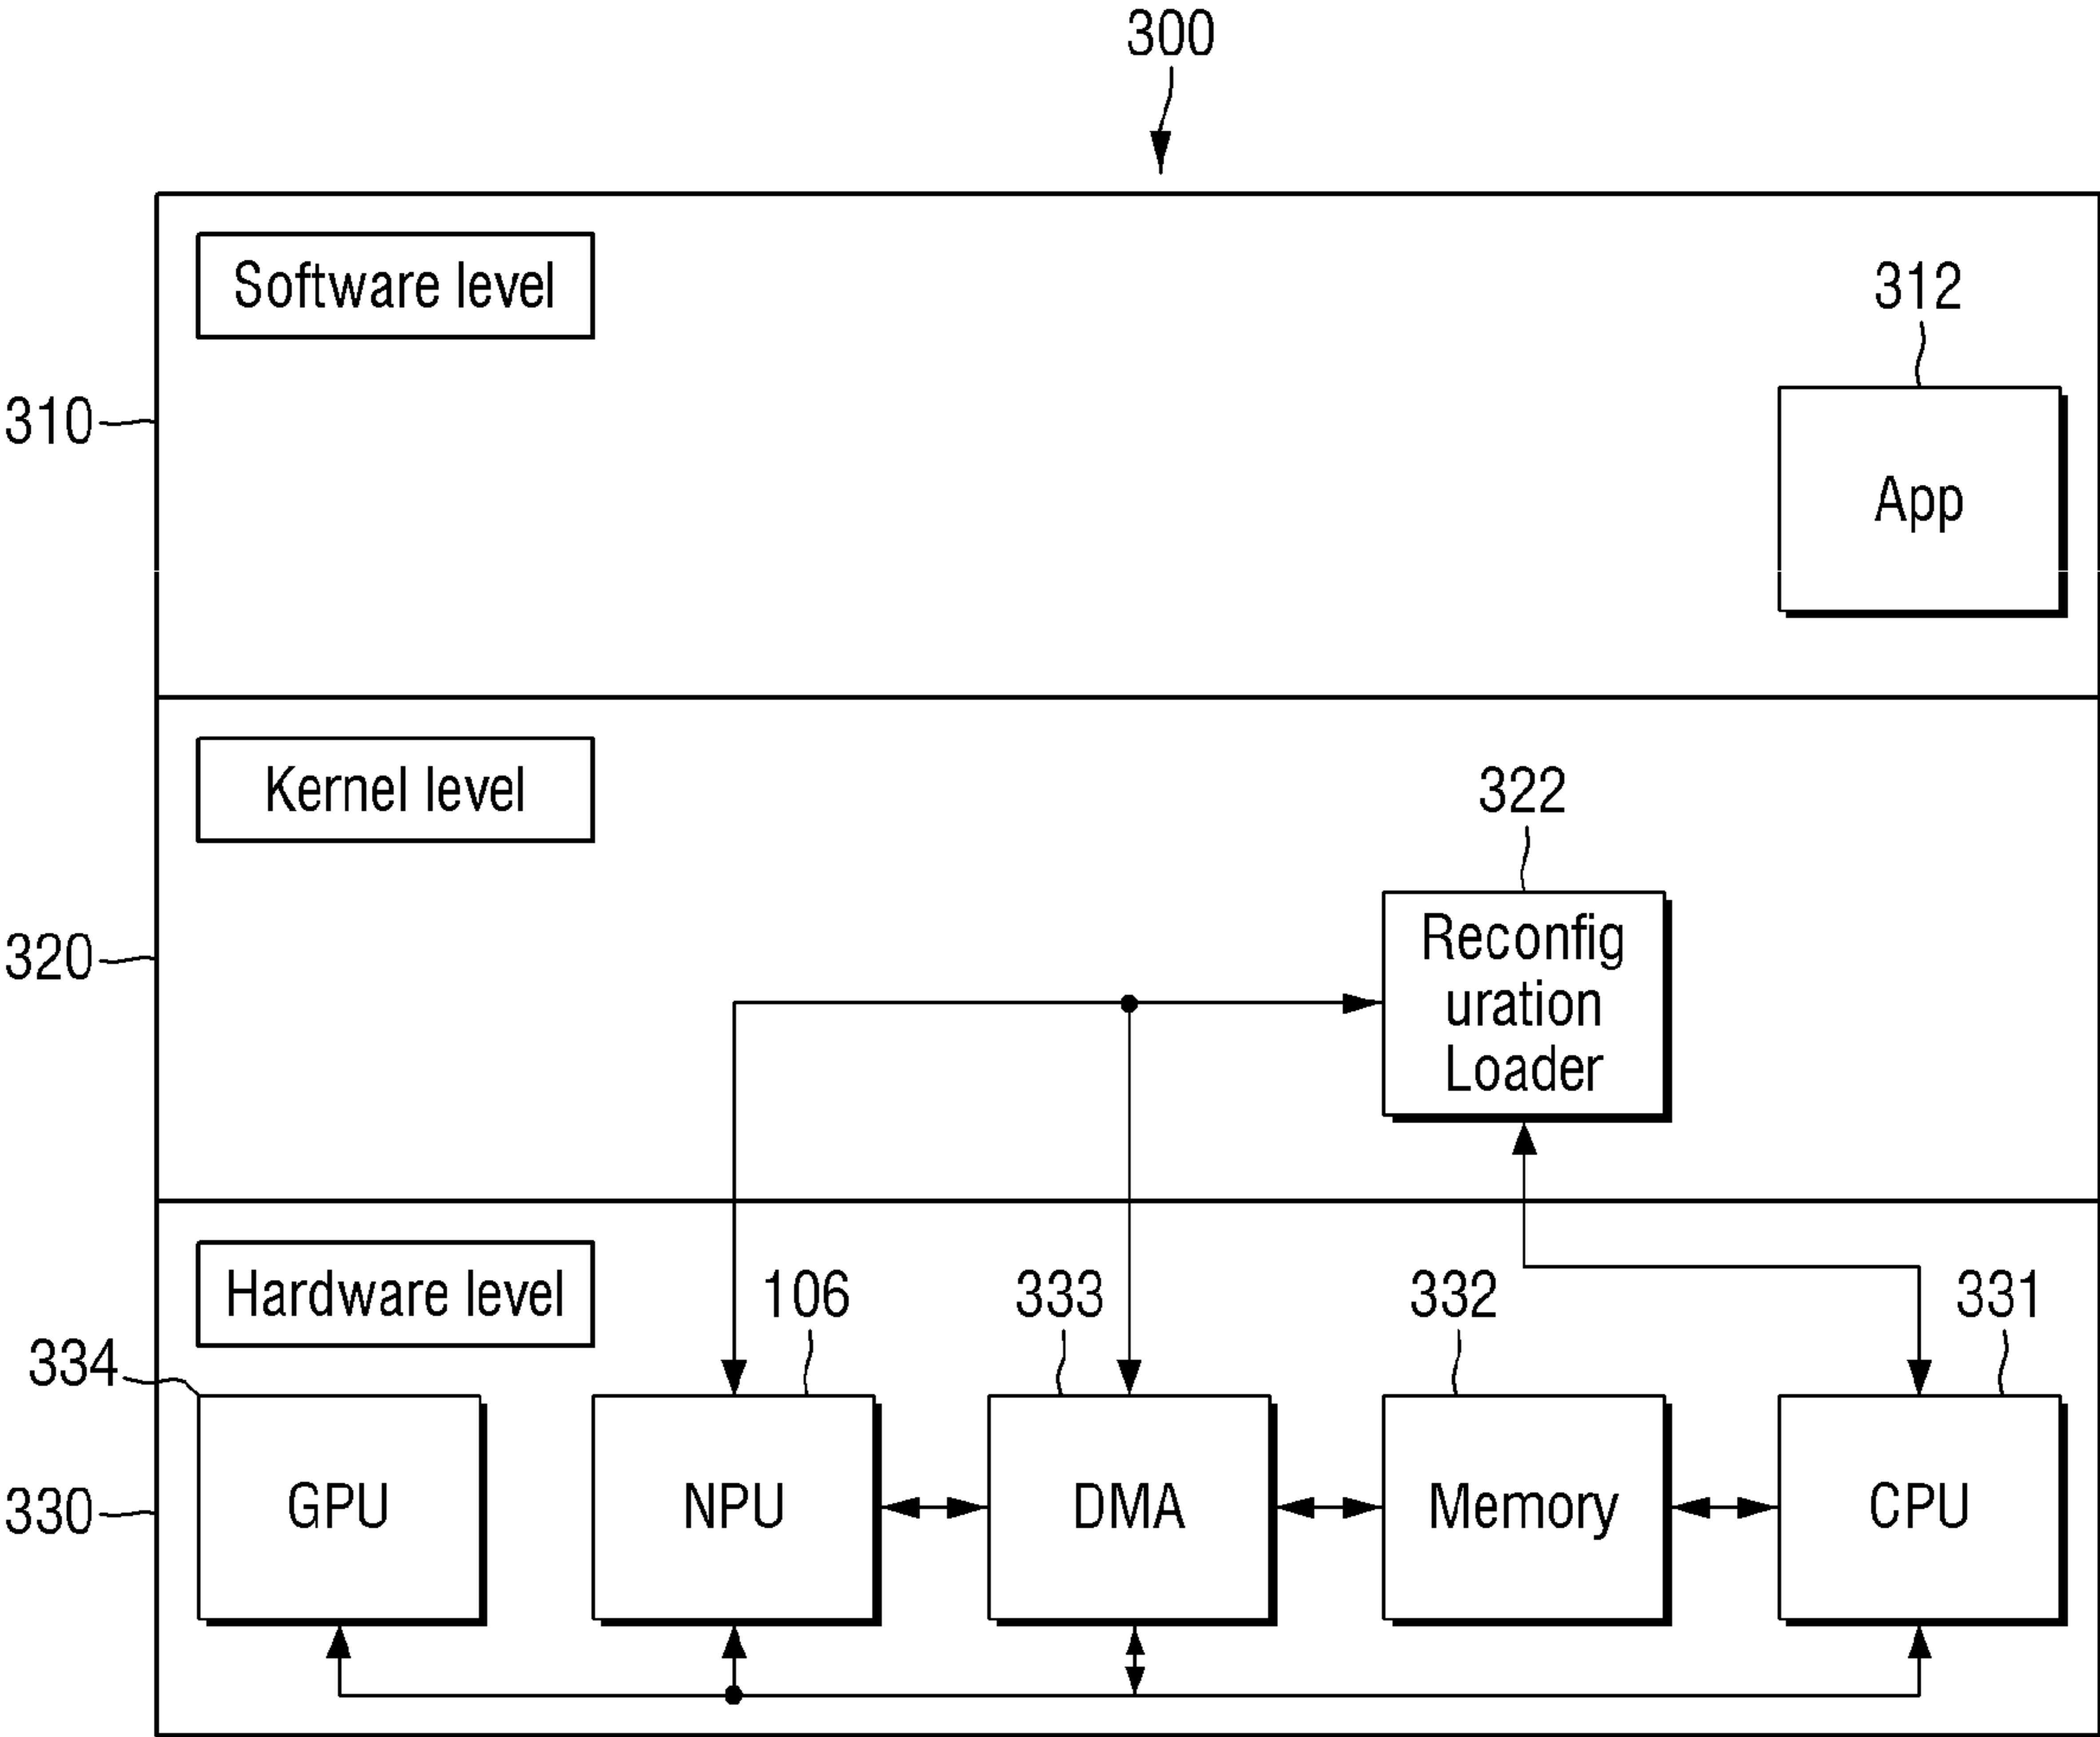 300
Software level
312
310
App
Kernel level
322
Reconfig
uration
Loader
320
Hardware level
106
333
332
331
334
GPU
NPU
DMA
Memory
CPU
330